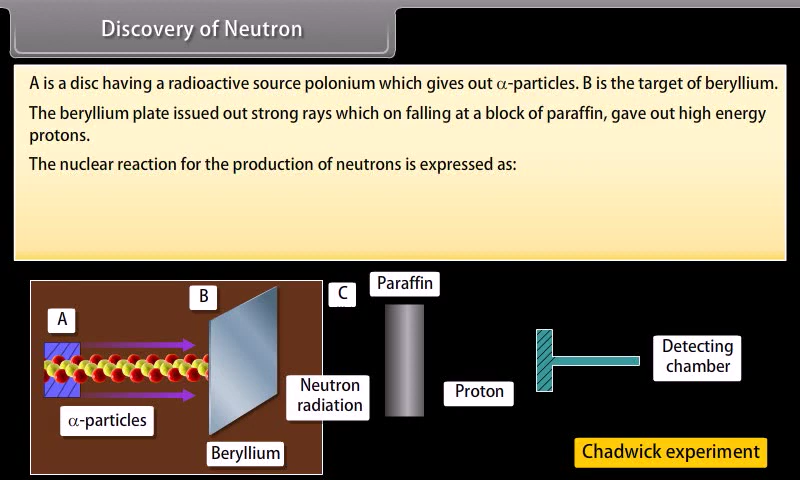 Discovery of Neutron
A is a disc having a radioactive source polonium which gives out α-particles. B is the target of beryllium.
The beryllium plate issued out strong rays which on falling at a block of paraffin, gave out high energy
protons.
The nuclear reaction for the production of neutrons is expressed as:
Paraffin
B
C
A
Detecting
chamber
Neutron
radiation
Proton
α-particles
Beryllium
Chadwick experiment